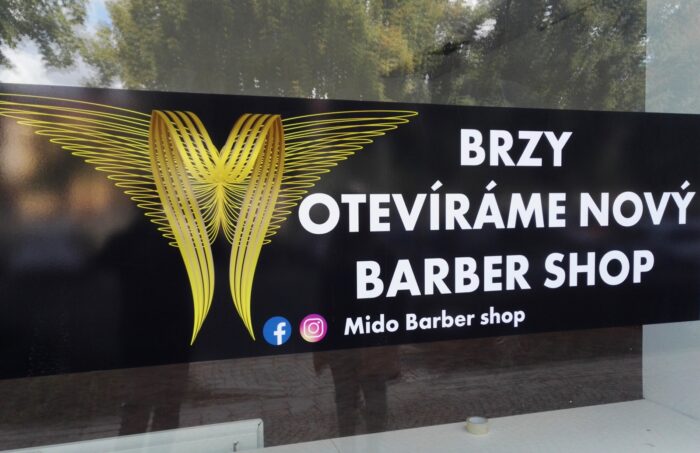 BRZY
OTEVÍRÁME NOVÝ
BARBER SHOP
Mido Barber shop